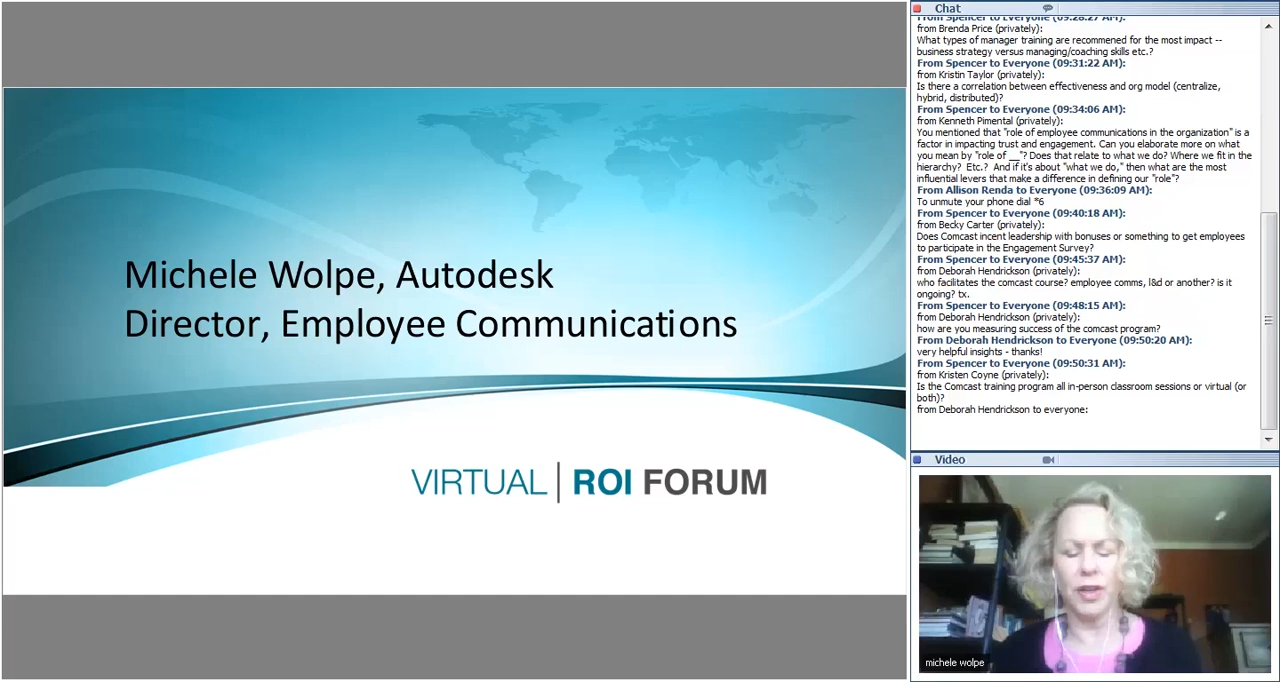 Michele Wolpe, Autodesk
Director, Employee Communications
VIRTUAL | ROI FORUM
Chat
From Spencer to Everyone (09:28:27 AM):
from Brenda Price (privately):
What types of manager training are recommened for the most impact --
business strategy versus managing/coaching skills etc.?
From Spencer to Everyone (09:31:22 AM):
from Kristin Taylor (privately):
Is there a correlation between effectiveness and org model (centralize,
hybrid, distributed)?
From Spencer to Everyone (09:34:06 AM):
from Kenneth Pimental (privately):
You mentioned that "role of employee communications in the organization" is a
factor in impacting trust and engagement. Can you elaborate more on what
you mean by "role of __"? Does that relate to what we do? Where we fit in the
hierarchy? Etc.? And if it's about "what we do," then what are the most
influential levers that make a difference in defining our "role"?
From Allison Renda to Everyone (09:36:09 AM):
To unmute your phone dial *6
From Spencer to Everyone (09:40:18 AM):
from Becky Carter (privately):
Does Comcast incent leadership with bonuses or something to get employees
to participate in the Engagement Survey?
From Spencer to Everyone (09:45:37 AM):
from Deborah Hendrickson (privately):
who facilitates the comcast course? employee comms, l&d or another? is it
ongoing? tx.
From Spencer to Everyone (09:48:15 AM):
from Deborah Hendrickson (privately):
how are you measuring success of the comcast program?
From Deborah Hendrickson to Everyone (09:50:20 AM):
very helpful insights - thanks!
From Spencer to Everyone (09:50:31 AM):
from Kristen Coyne (privately):
Is the Comcast training program all in-person classroom sessions or virtual (or
both)?
from Deborah Hendrickson to everyone:
Video
michele wolpe